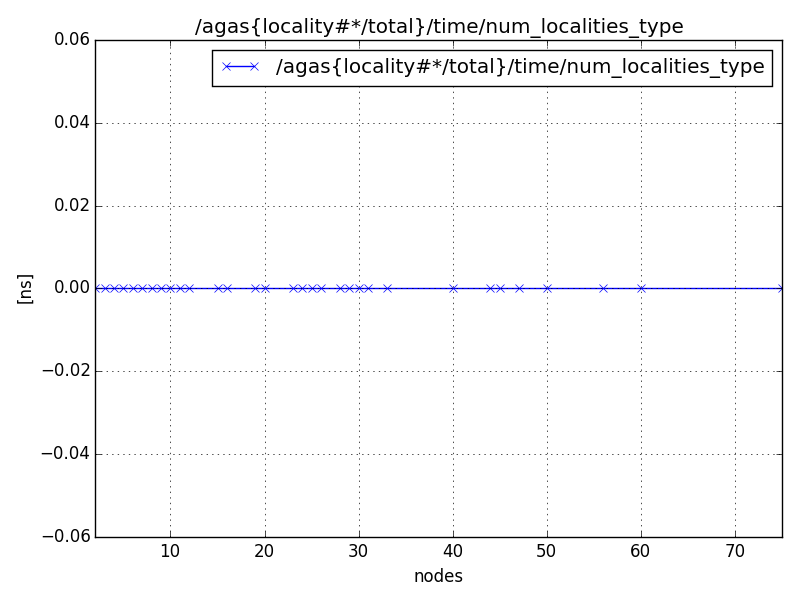 /agas{locality#*/total}/time/num_localities_type
/agas{locality#*/total}/time/num_localities_type
0.06
0.04
0.02
0.00
−0.02
−0.04
−0.06
[ns]
10 20 30 40 50 60 70
nodes